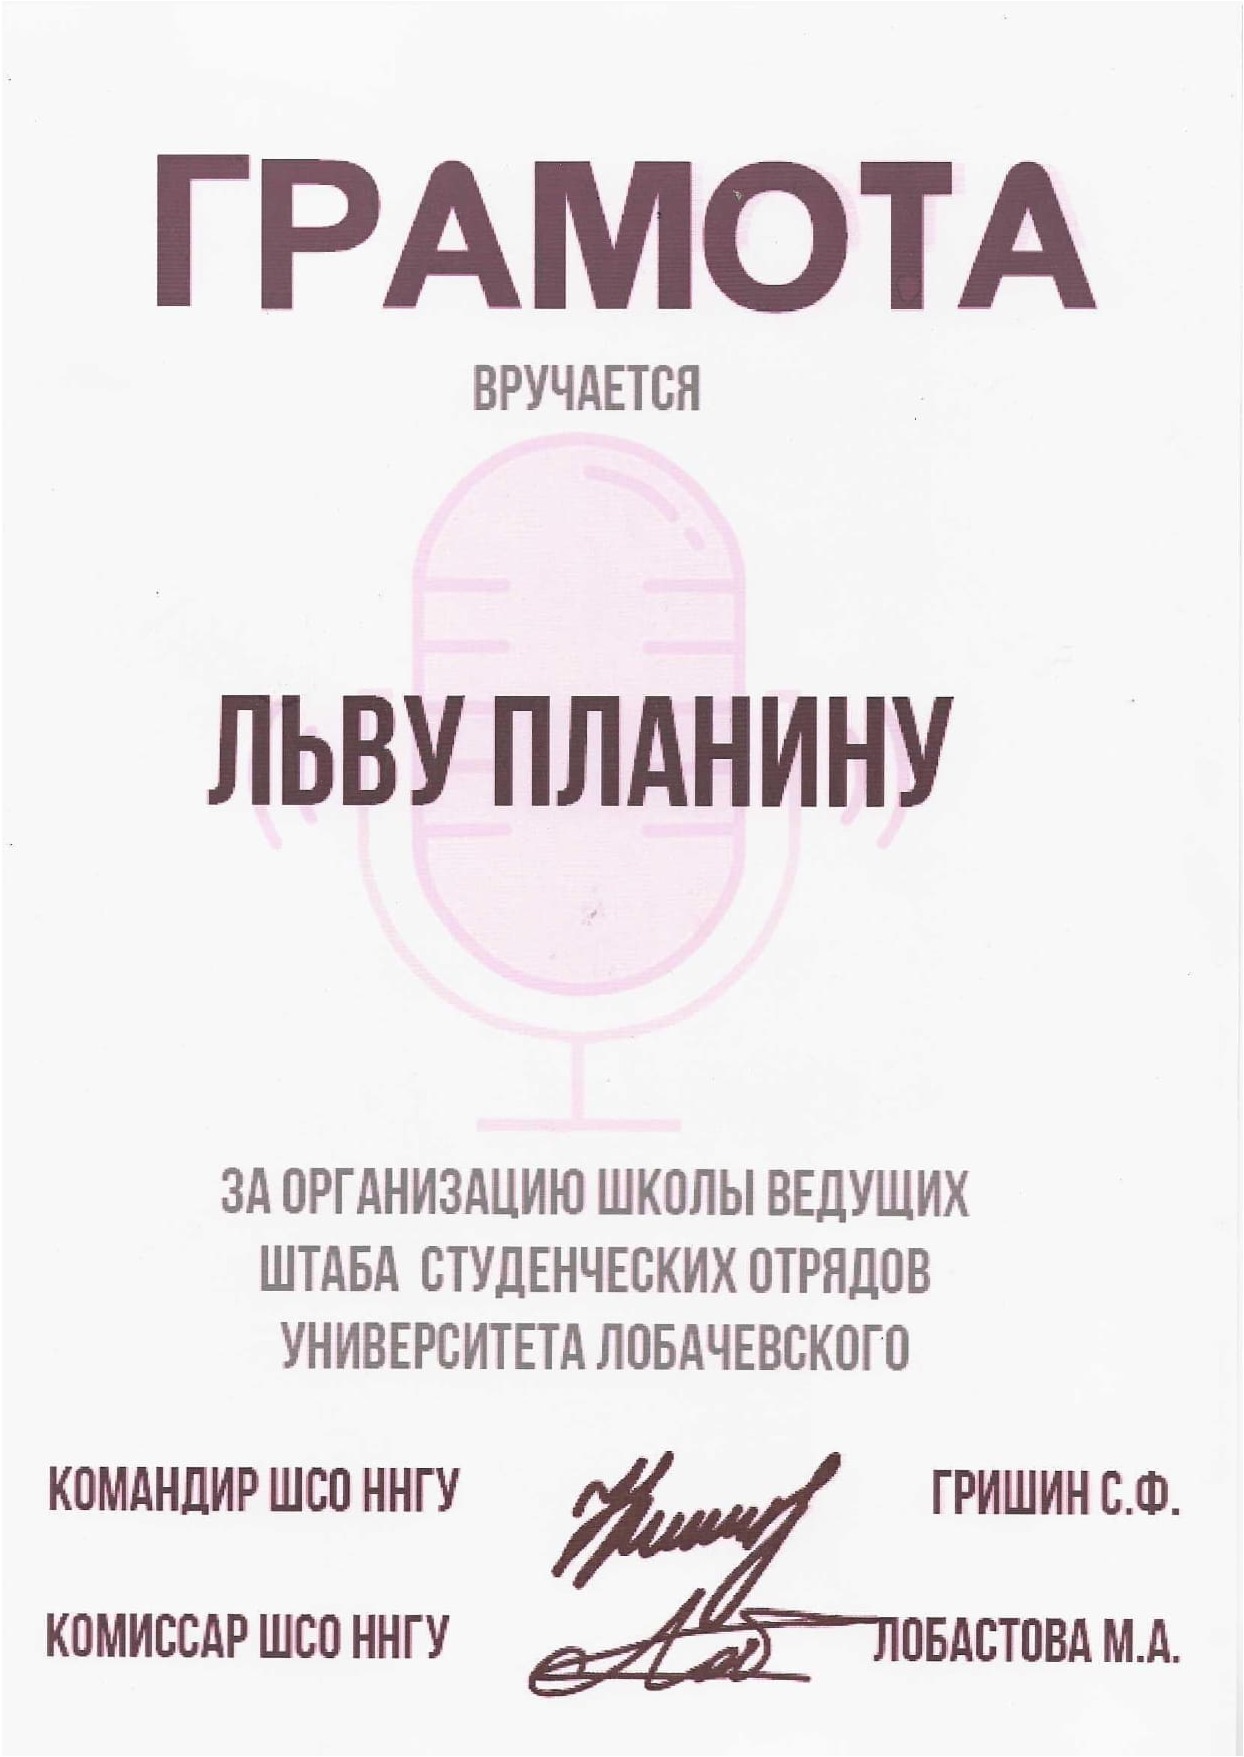 ГРАМОТА
ВРУЧАЕТСЯ
ЛЬВУ ПЛАНИНУ
ЗА ОРГАНИЗАЦИЮ ШКОЛЫ ВЕДУЩИХ
ШТАБА СТУДЕНЧЕСКИХ ОТРЯДОВ
УНИВЕРСИТЕТА ЛОБАЧЕВСКОГО
КОМАНДИР ШСО ННГУ ГРИШИН С.Ф.
КОМИССАР ШСО ННГУ ЛОБАСТОВА М.А.